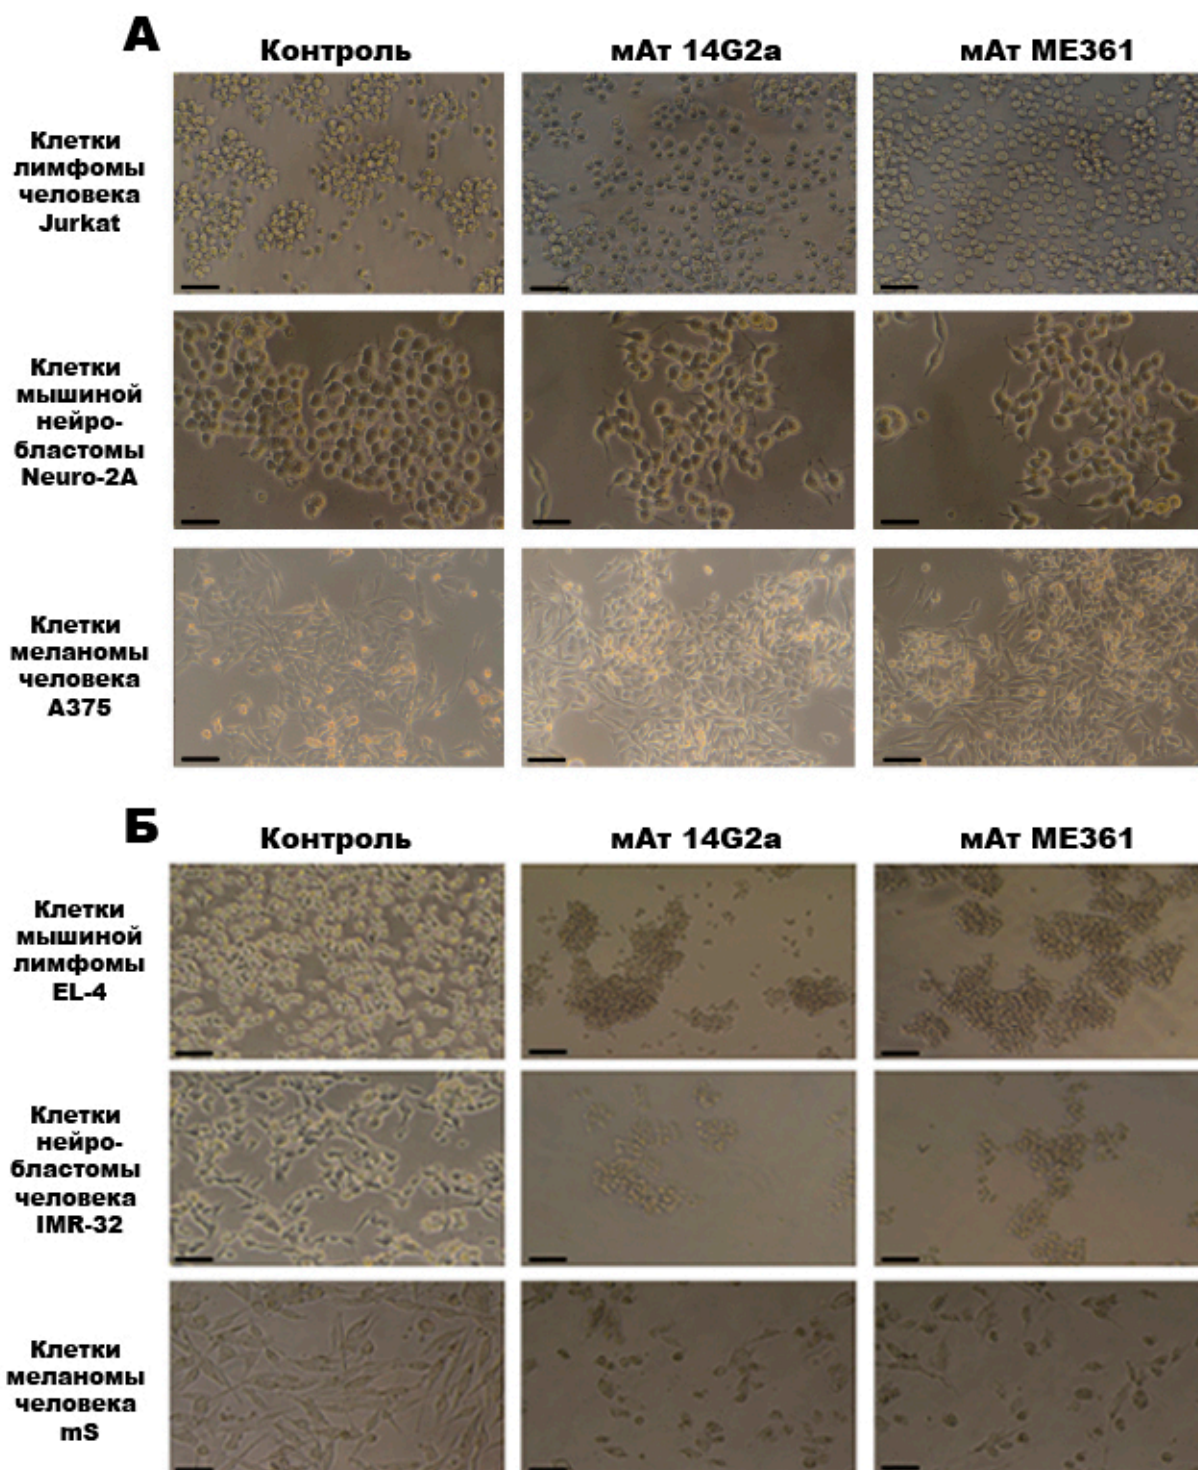 А
Контроль мАт 14G2a мАт ME361
Клетки
лимфомы
человека
Jurkat
Клетки
мышиной
нейро-
бластомы
Neuro-2A
Клетки
меланомы
человека
A375
Б
Контроль мАт 14G2a мАт ME361
Клетки
мышиной
лимфомы
EL-4
Клетки
нейро-
бластомы
человека
IMR-32
Клетки
меланомы
человека
mS